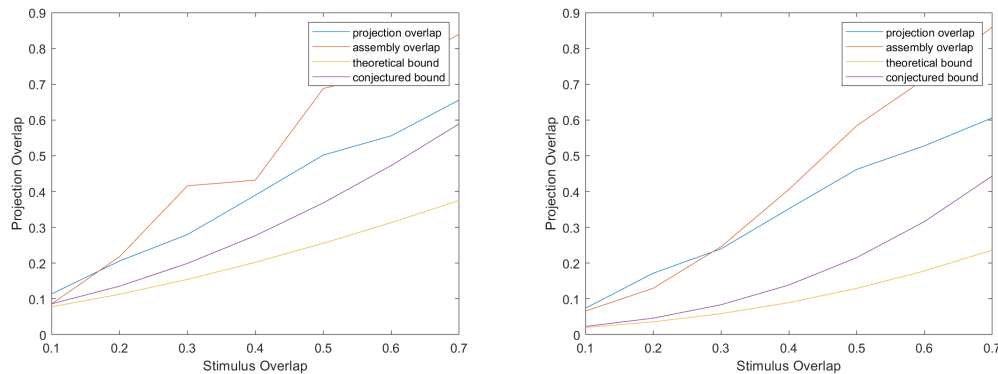 0.9
0.8
0.7
0.6
0.5
0.4
0.3
0.2
0.1
0
Projection Overlap
projection overlap
assembly overlap
theoretical bound
conjectured bound
0.1 0.2 0.3 0.4 0.5 0.6 0.7
Stimulus Overlap
0.9
0.8
0.7
0.6
0.5
0.4
0.3
0.2
0.1
0
Projection Overlap
projection overlap
assembly overlap
theoretical bound
conjectured bound
0.1 0.2 0.3 0.4 0.5 0.6 0.7
Stimulus Overlap